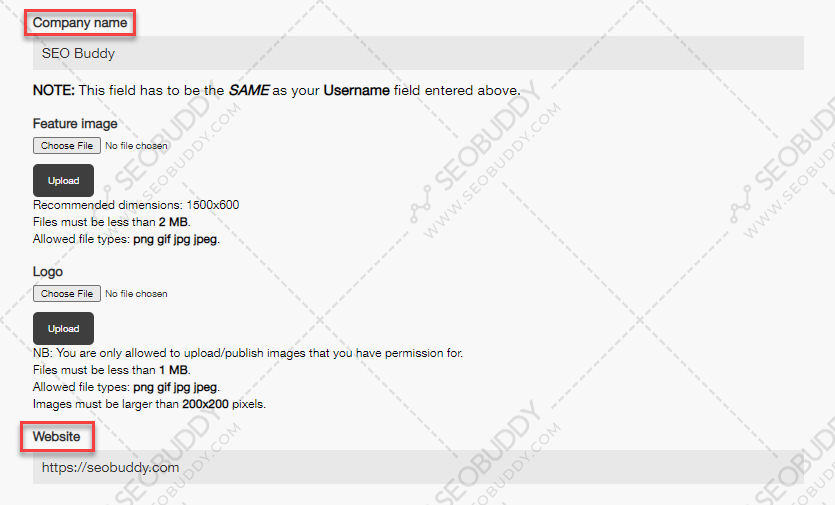 Company name
SEO Buddy
NOTE: This field has to be the SAME as your Username field entered above.
Feature image
Choose File No file chosen
Upload
Recommended dimensions: 1500x600
Files must be less than 2 MB.
Allowed file types: png gif jpg jpeg.
Logo
Choose File No file chosen
Upload
NB: You are only allowed to upload/publish images that you have permission for.
Files must be less than 1 MB.
Allowed file types: png gif jpg jpeg.
Images must be larger than 200x200 pixels.
Website
https://seobuddy.com
SEOBUDDY
WWW.SEOBUDDY.COM
SEOBUDDY
WWW.SEOBUDDY.COM